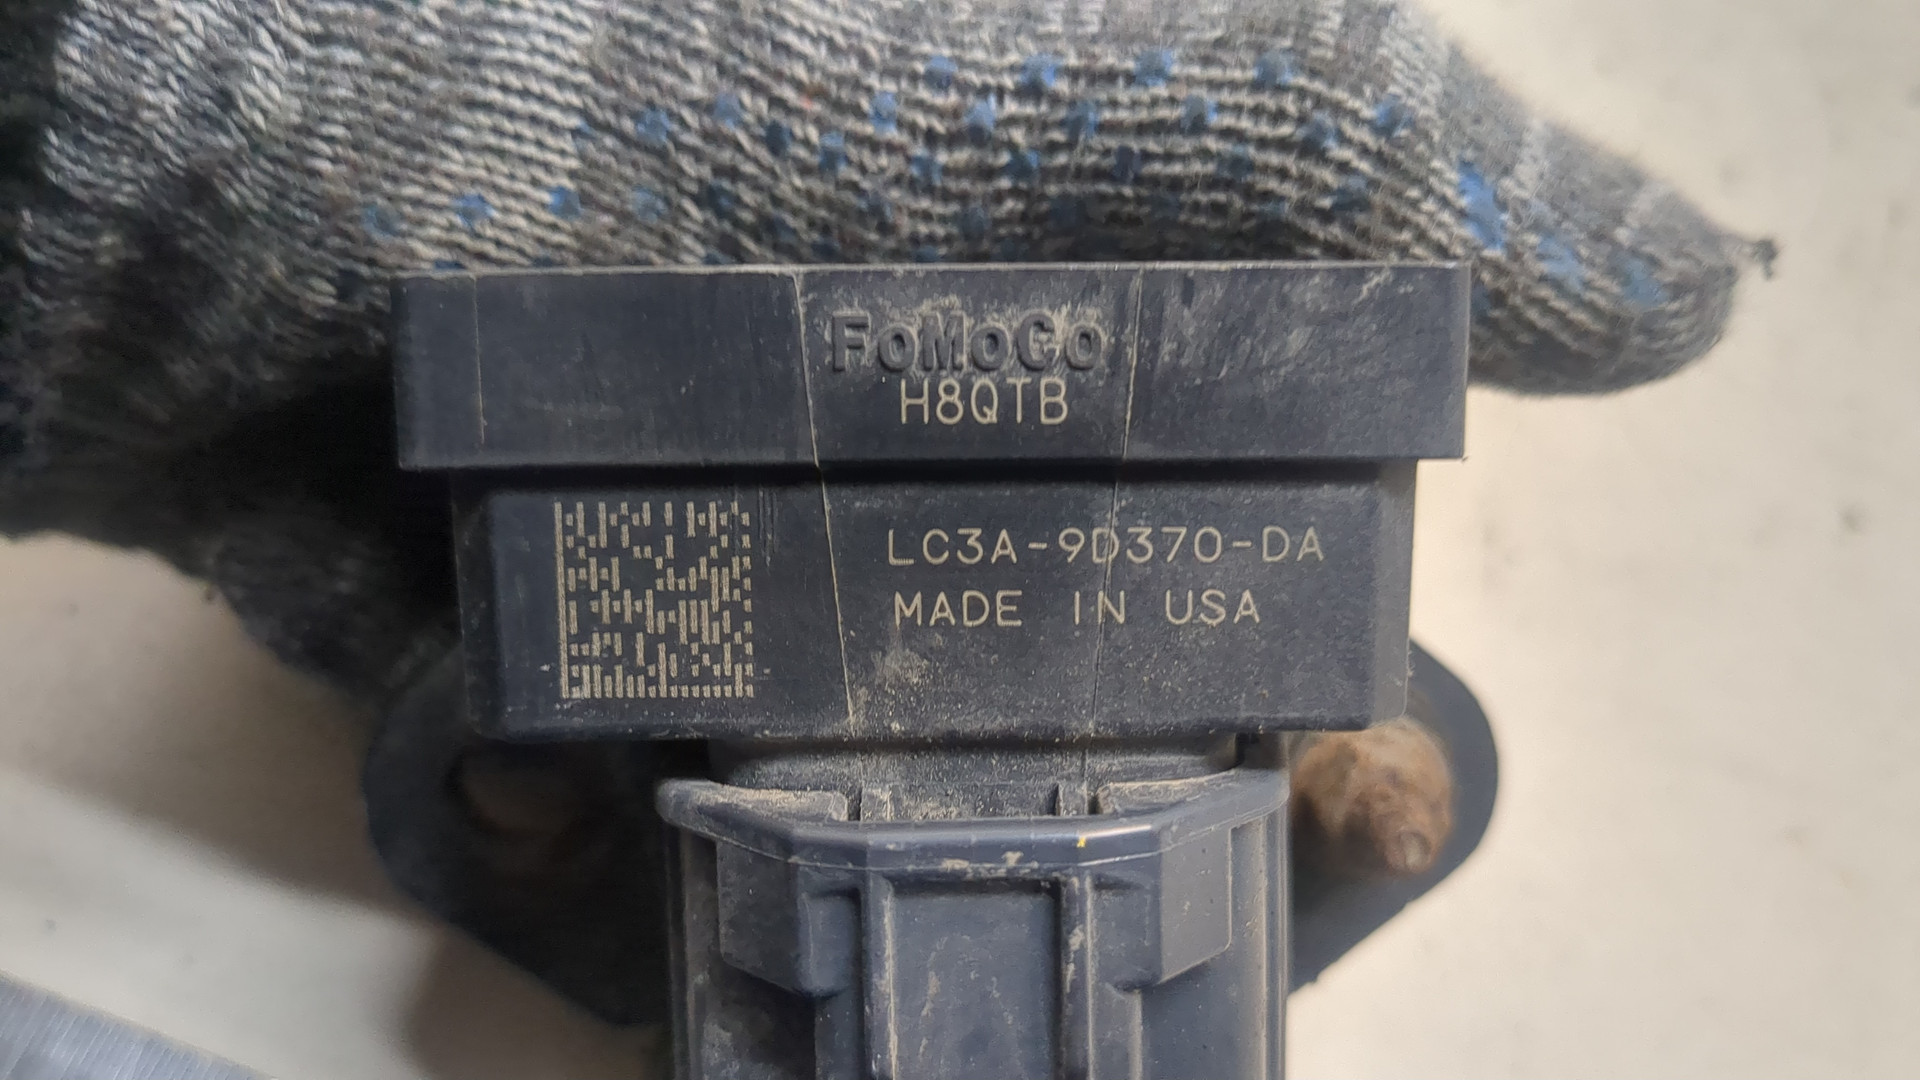 FoMoCo
H8QTB
LC3A-9D370-DA
MADE IN USA